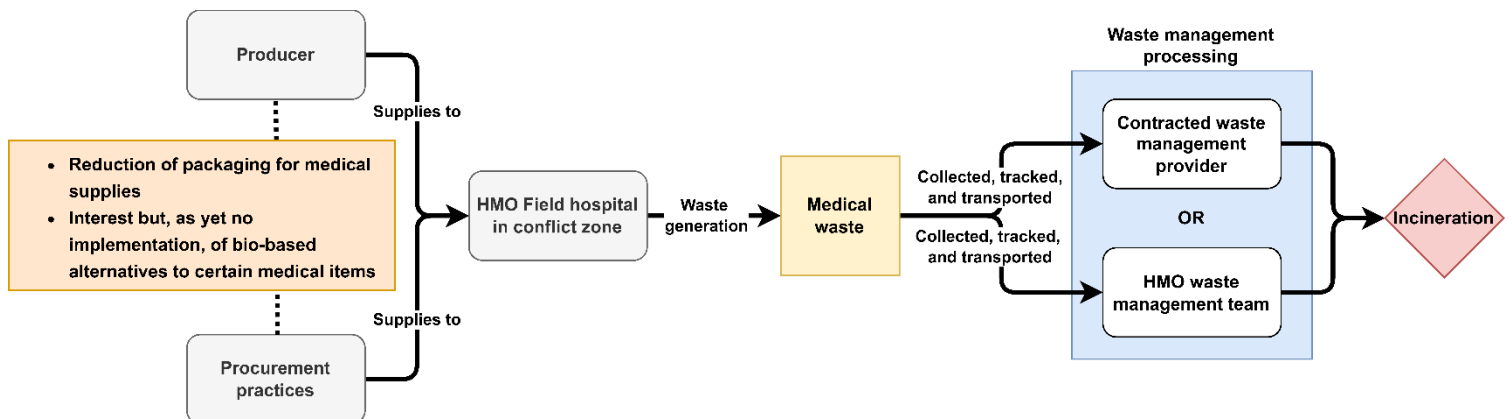 Producer
Supplies to
• Reduction of packaging for medical
supplies
• Interest but, as yet no
implementation, of bio-based
alternatives to certain medical items
Supplies to
Procurement
practices
HMO Field hospital
in conflict zone
Waste
generation
Medical
waste
Collected, tracked,
and transported
Collected, tracked,
and transported
Waste management
processing
Contracted waste
management
provider
OR
HMO waste
management team
Incineration